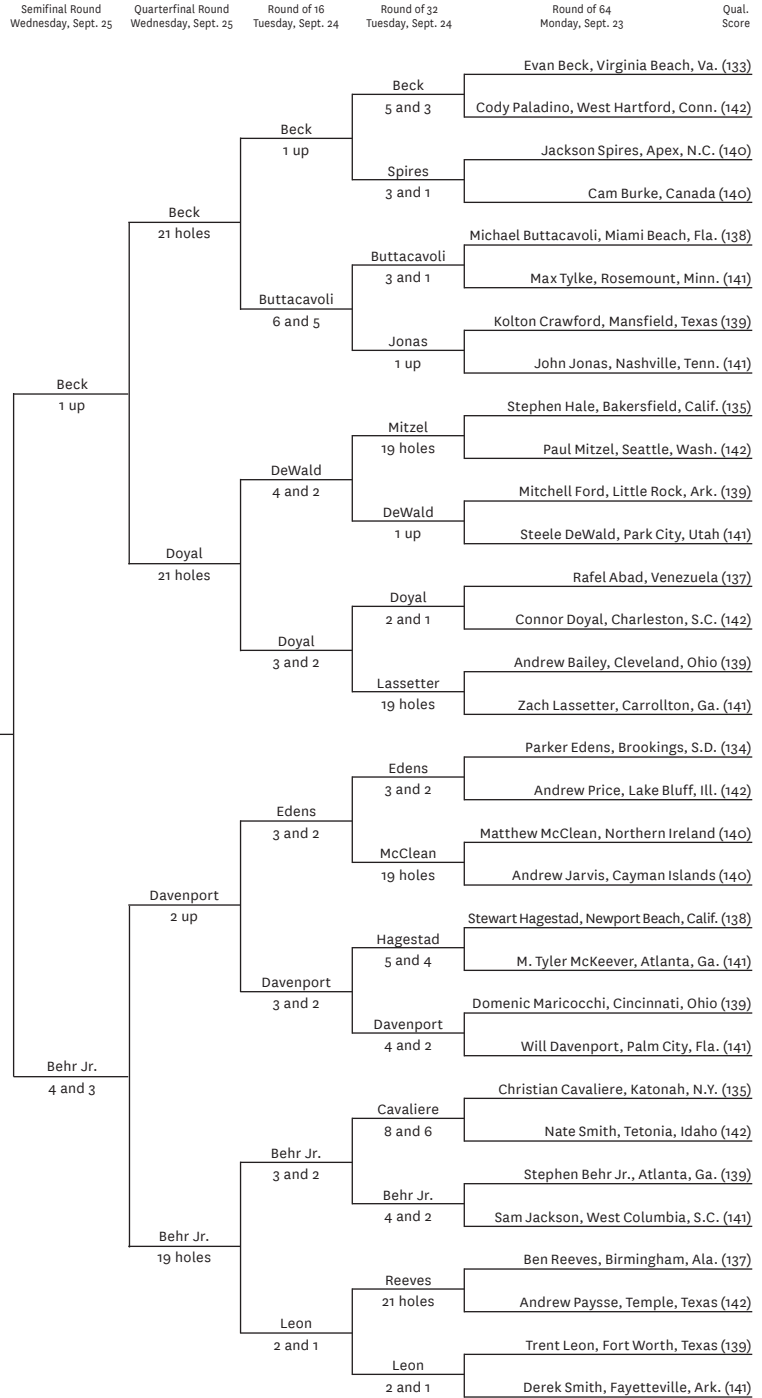 Semifinal Round
Wednesday, Sept. 25
Quarterfinal Round
Wednesday, Sept. 25
Round of 16
Tuesday, Sept. 24
Round of 32
Tuesday, Sept. 24
Round of 64
Monday, Sept. 23
Qual.
Score
Evan Beck, Virginia Beach, Va. (133)
Beck
5 and 3
Cody Paladino, West Hartford, Conn. (142)
Beck
1 up
Jackson Spires, Apex, N.C. (140)
Spires
3 and 1
Cam Burke, Canada (140)
Beck
21 holes
Michael Buttacavoli, Miami Beach, Fla. (138)
Buttacavoli
3 and 1
Max Tylke, Rosemount, Minn. (141)
Buttacavoli
6 and 5
Kolton Crawford, Mansfield, Texas (139)
Jonas
1 up
John Jonas, Nashville, Tenn. (141)
Beck
1 up
Stephen Hale, Bakersfield, Calif. (135)
Mitzel
19 holes
Paul Mitzel, Seattle, Wash. (142)
DeWald
4 and 2
Mitchell Ford, Little Rock, Ark. (139)
DeWald
1 up
Steele DeWald, Park City, Utah (141)
Doyal
21 holes
Rafel Abad, Venezuela (137)
Doyal
2 and 1
Connor Doyal, Charleston, S.C. (142)
Doyal
3 and 2
Andrew Bailey, Cleveland, Ohio (139)
Lassetter
19 holes
Zach Lassetter, Carrollton, Ga. (141)
Parker Edens, Brookings, S.D. (134)
Edens
3 and 2
Andrew Price, Lake Bluff, Ill. (142)
Edens
3 and 2
Matthew McClean, Northern Ireland (140)
McClean
19 holes
Andrew Jarvis, Cayman Islands (140)
Davenport
2 up
Stewart Hagestad, Newport Beach, Calif. (138)
Hagestad
5 and 4
M. Tyler McKeever, Atlanta, Ga. (141)
Davenport
3 and 2
Domenic Maricocchi, Cincinnati, Ohio (139)
Davenport
4 and 2
Will Davenport, Palm City, Fla. (141)
Behr Jr.
4 and 3
Christian Cavaliere, Katonah, N.Y. (135)
Cavaliere
8 and 6
Nate Smith, Tetonia, Idaho (142)
Behr Jr.
3 and 2
Stephen Behr Jr., Atlanta, Ga. (139)
Behr Jr.
4 and 2
Sam Jackson, West Columbia, S.C. (141)
Behr Jr.
19 holes
Ben Reeves, Birmingham, Ala. (137)
Reeves
21 holes
Andrew Paysse, Temple, Texas (142)
Leon
2 and 1
Trent Leon, Fort Worth, Texas (139)
Leon
2 and 1
Derek Smith, Fayetteville, Ark. (141)